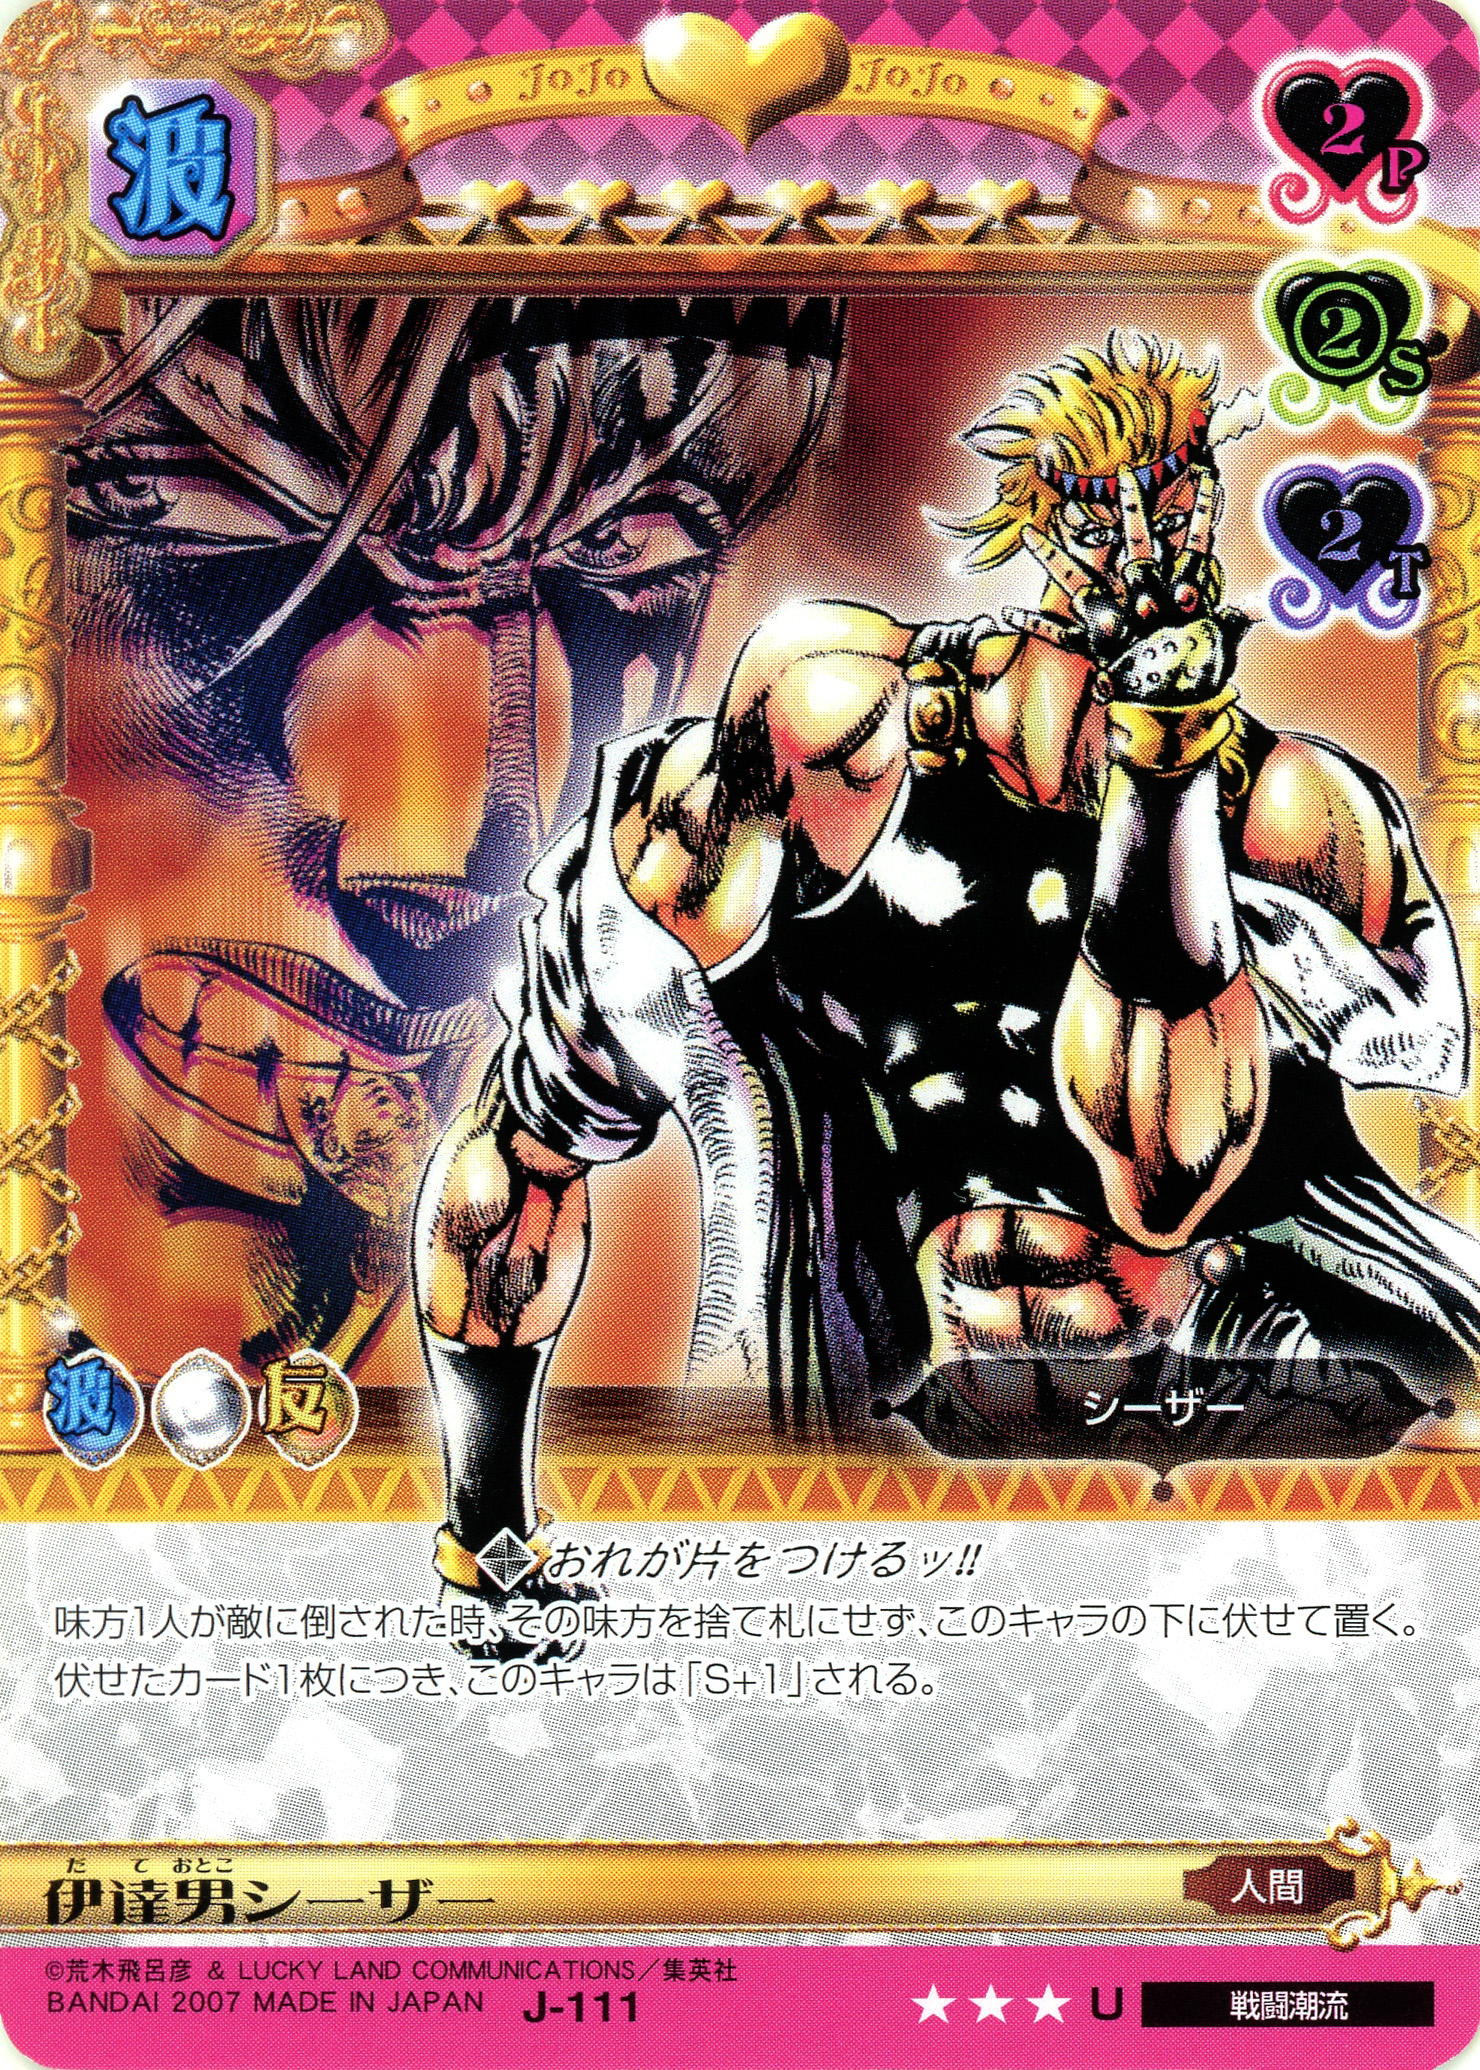 JoJo JoJo
波
2 P
2 S
2 T
波 反
シーザー
おれが片をつけるッ!!
味方1人が敵に倒された時、その味方を捨て札にせず、このキャラの下に伏せて置く。
伏せたカード1枚につき、このキャラは「S+1」される。
だ て おとこ
伊達男シーザー
人間
©荒木飛呂彦 & LUCKY LAND COMMUNICATIONS／集英社
BANDAI 2007 MADE IN JAPAN J-111
★★★ U 戦闘潮流